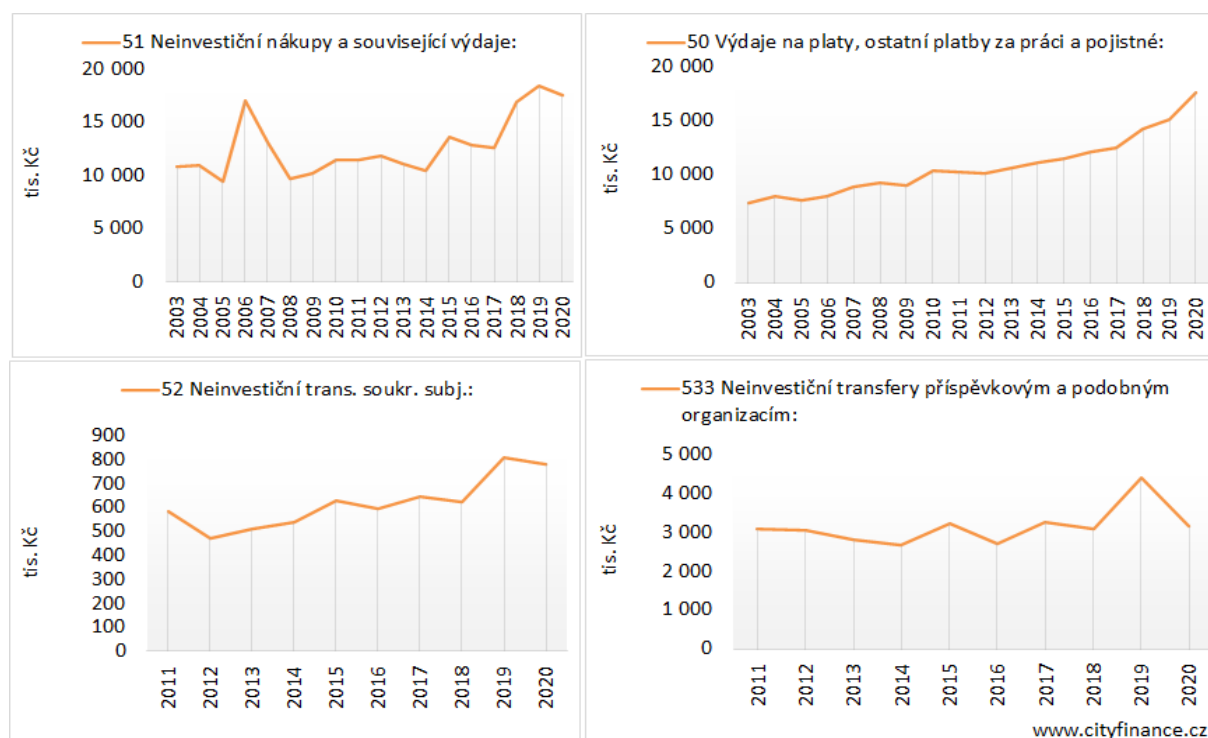 51 Neinvestiční nákupy a související výdaje:
20 000
15 000
10 000
5 000
0
tis. Kč
2003 2004 2005 2006 2007 2008 2009 2010 2011 2012 2013 2014 2015 2016 2017 2018 2019 2020
50 Výdaje na platy, ostatní platby za práci a pojistné:
20 000
15 000
10 000
5 000
0
tis. Kč
2003 2004 2005 2006 2007 2008 2009 2010 2011 2012 2013 2014 2015 2016 2017 2018 2019 2020
52 Neinvestiční trans. soukr. subj.:
900
800
700
600
500
400
300
200
100
0
tis. Kč
2011 2012 2013 2014 2015 2016 2017 2018 2019 2020
533 Neinvestiční transfery příspěvkovým a podobným
organizacím:
5 000
4 000
3 000
2 000
1 000
0
tis. Kč
2011 2012 2013 2014 2015 2016 2017 2018 2019 2020
www.cityfinance.cz